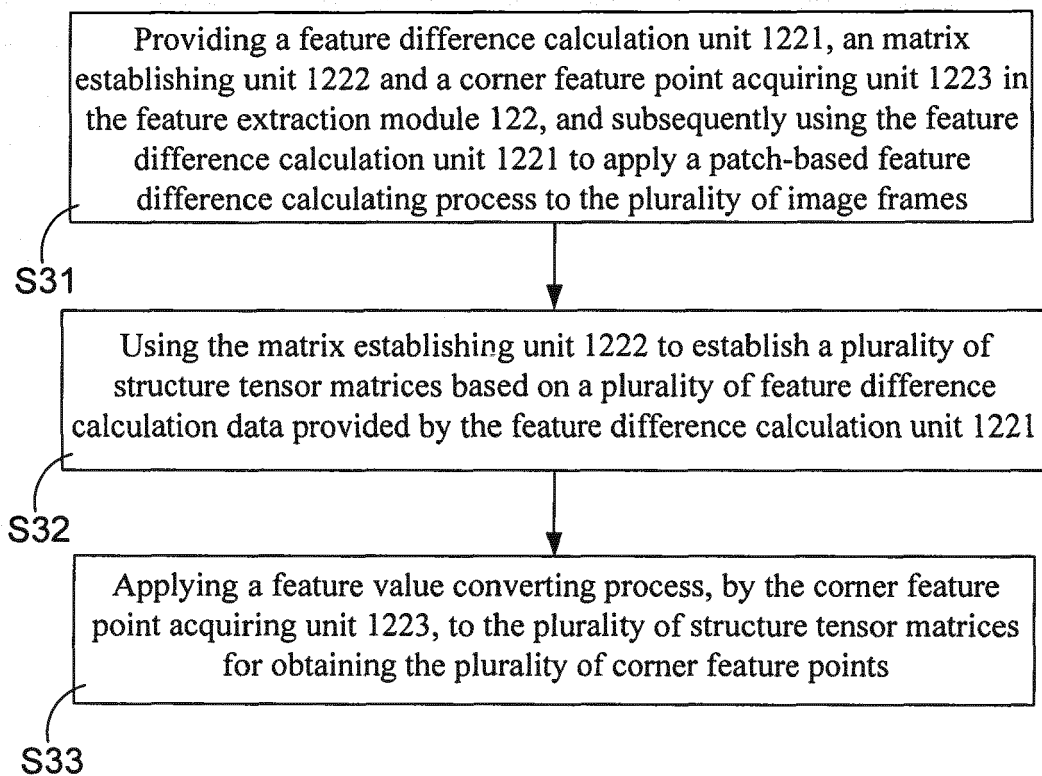 Providing a feature difference calculation unit 1221, an matrix
establishing unit 1222 and a corner feature point acquiring unit 1223 in
the feature extraction module 122, and subsequently using the feature
difference calculation unit 1221 to apply a patch-based feature
difference calculating process to the plurality of image frames
S31
Using the matrix establishing unit 1222 to establish a plurality of
structure tensor matrices based on a plurality of feature difference
calculation data provided by the feature difference calculation unit 1221
S32
Applying a feature value converting process, by the corner feature
point acquiring unit 1223, to the plurality of structure tensor matrices
for obtaining the plurality of corner feature points
S33